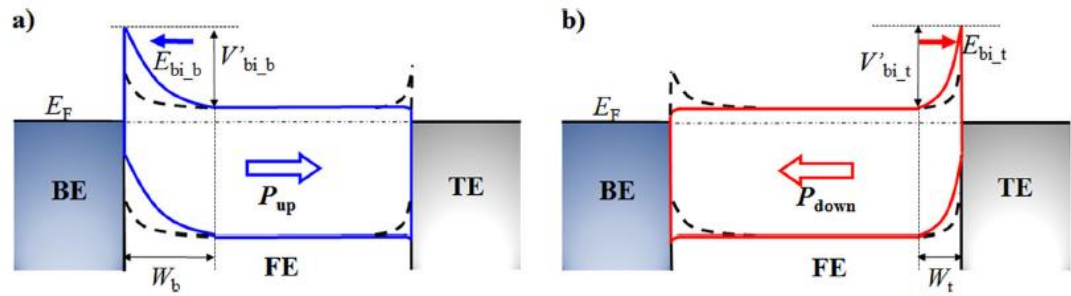 a)
E_bi_b
V'_bi_b
E_F
BE
P_up
TE
W_b
FE
b)
V'_bi_t
E_bi_t
E_F
BE
P_down
TE
FE
W_t